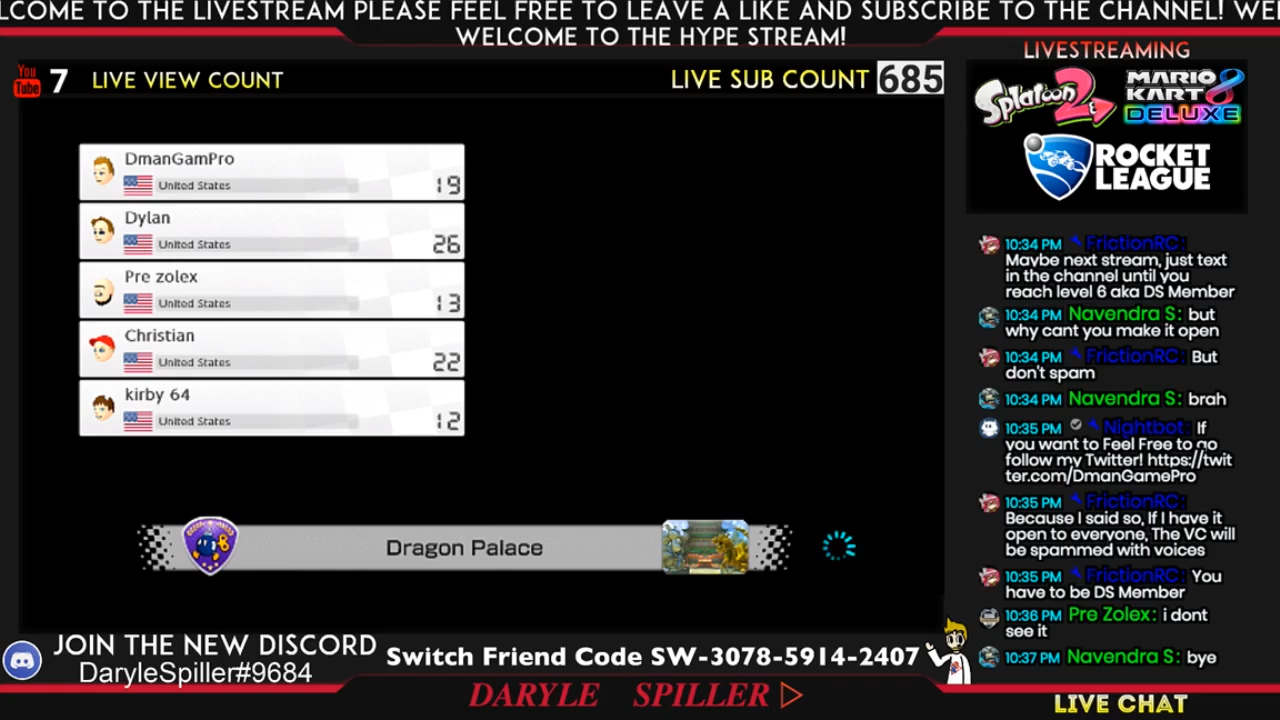 LCOME TO THE LIVESTREAM PLEASE FEEL FREE TO LEAVE A LIKE AND SUBSCRIBE TO THE CHANNEL! WEL
WELCOME TO THE HYPE STREAM!
You Tube 7 LIVE VIEW COUNT
LIVE SUB COUNT 685
DmanGamPro
United States 19
Dylan
United States 26
Pre zolex
United States 13
Christian
United States 22
kirby 64
United States 12
Dragon Palace
JOIN THE NEW DISCORD
DaryleSpiller#9684
Switch Friend Code SW-3078-5914-2407
DARYLE SPILLER
LIVESTREAMING
Splatoon 2
MARIO KART 8 DELUXE
ROCKET LEAGUE
10:34 PM FrictionRC:
Maybe next stream, just text
in the channel until you
reach level 6 aka DS Member
10:34 PM Navendra S: but
why cant you make it open
10:34 PM FrictionRC: But
don't spam
10:34 PM Navendra S: brah
10:35 PM Nightbot: If
you want to Feel Free to go
follow my Twitter! https://twit
ter.com/DmanGamePro
10:35 PM FrictionRC:
Because I said so, If I have it
open to everyone, The VC will
be spammed with voices
10:35 PM FrictionRC: You
have to be DS Member
10:36 PM Pre Zolex: i dont
see it
10:37 PM Navendra S: bye
LIVE CHAT